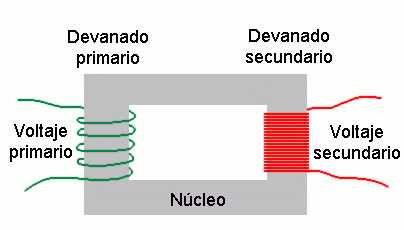 Devanado
primario
Devanado
secundario
Voltaje
primario
Voltaje
secundario
Núcleo